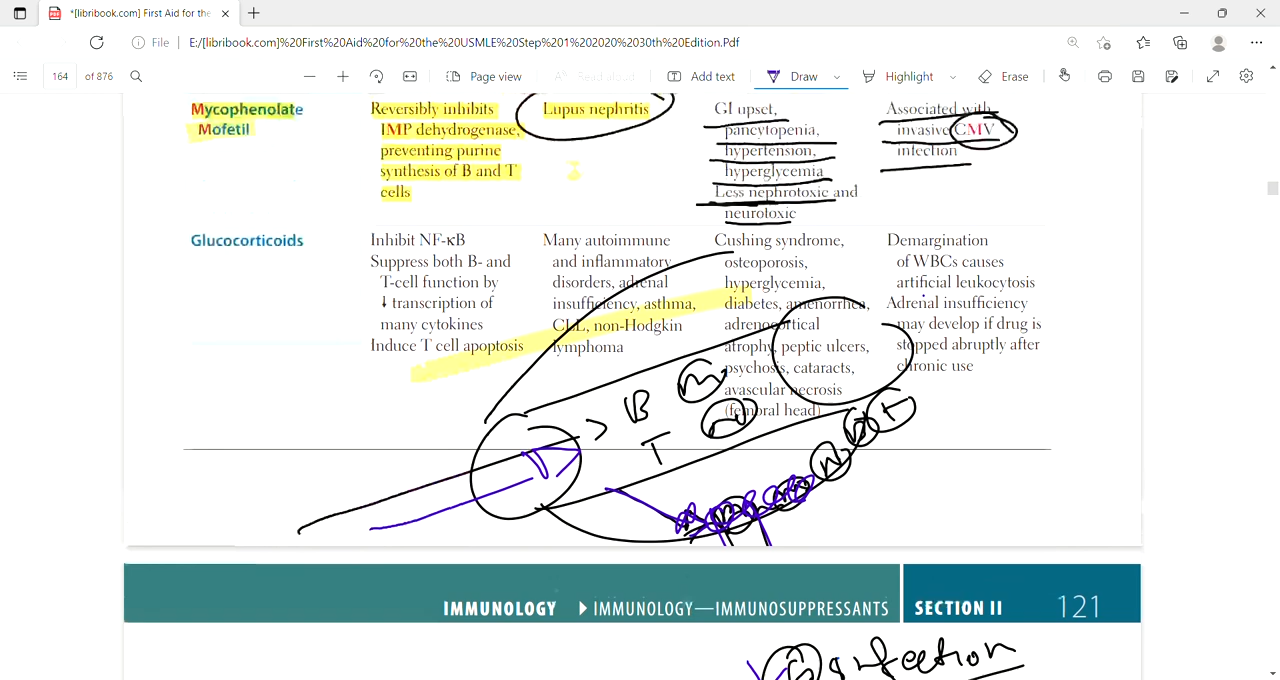 *[libribook.com] First Aid for the
File E:/[libribook.com]%20First%20Aid%20for%20the%20USMLE%20Step%201%202020%2030th%20Edition.Pdf
164 of 876 Page view Read aloud Add text Draw Highlight Erase
Mycophenolate
Mofetil
Reversibly inhibits
IMP dehydrogenase,
preventing purine
synthesis of B and T
cells
Lupus nephritis
GI upset,
pancytopenia,
hypertension,
hyperglycemia
Less nephrotoxic and
neurotoxic
Associated with
invasive CMV
infection
Glucocorticoids
Inhibit NF-κB
Suppress both B- and
T-cell function by
↓ transcription of
many cytokines
Induce T cell apoptosis
Many autoimmune
and inflammatory
disorders, adrenal
insufficiency, asthma,
CLL, non-Hodgkin
lymphoma
Cushing syndrome,
osteoporosis,
hyperglycemia,
diabetes, amenorrhea,
adrenocortical
atrophy, peptic ulcers,
psychosis, cataracts,
avascular necrosis
(femoral head)
Demargination
of WBCs causes
artificial leukocytosis
Adrenal insufficiency
may develop if drug is
stopped abruptly after
chronic use
B
T
IMMUNOLOGY ▶ IMMUNOLOGY—IMMUNOSUPPRESSANTS SECTION II 121
infection